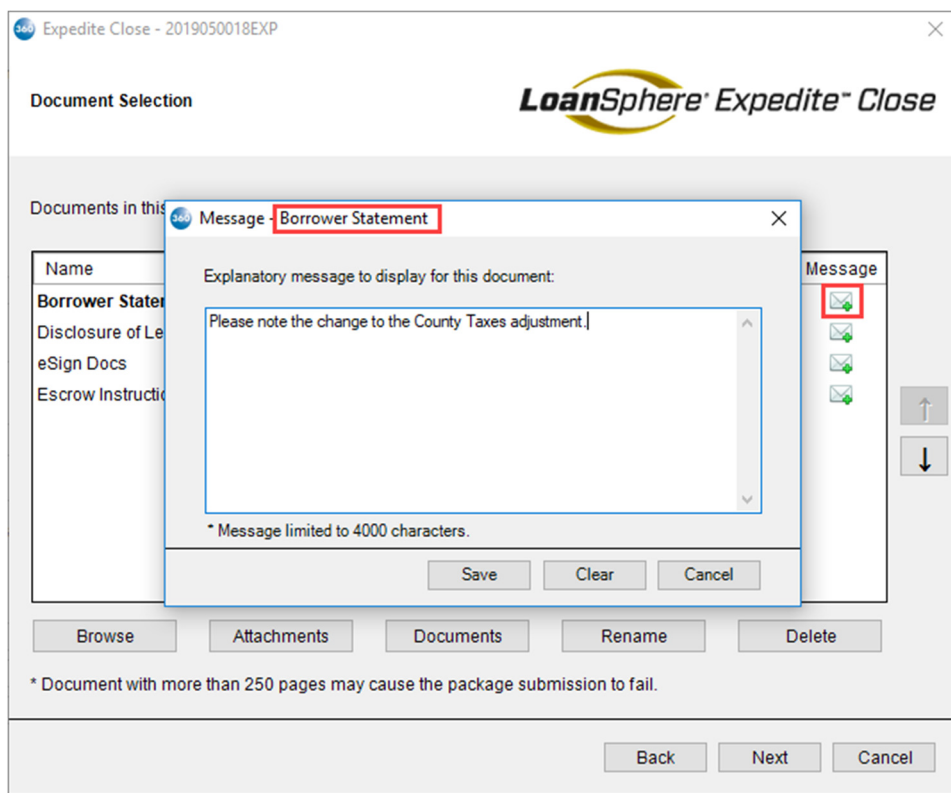 360 Expedite Close - 2019050018EXP
Document Selection
LoanSphere® Expedite™ Close
Documents in this
360 Message - Borrower Statement
Name
Message
Explanatory message to display for this document:
Borrower Stater
Please note the change to the County Taxes adjustment.
Disclosure of Le
eSign Docs
Escrow Instructio
* Message limited to 4000 characters.
Save Clear Cancel
Browse Attachments Documents Rename Delete
* Document with more than 250 pages may cause the package submission to fail.
Back Next Cancel